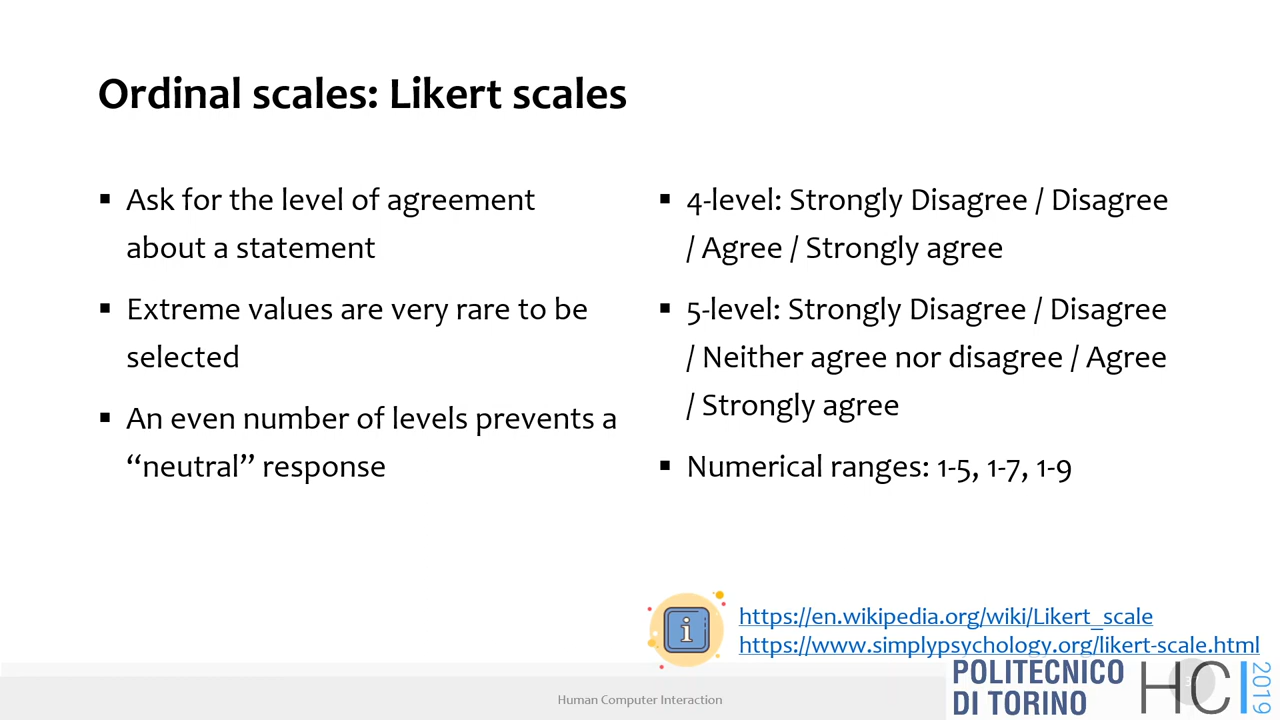 Ordinal scales: Likert scales
▪ Ask for the level of agreement
about a statement
▪ Extreme values are very rare to be
selected
▪ An even number of levels prevents a
“neutral” response
▪ 4-level: Strongly Disagree / Disagree
/ Agree / Strongly agree
▪ 5-level: Strongly Disagree / Disagree
/ Neither agree nor disagree / Agree
/ Strongly agree
▪ Numerical ranges: 1-5, 1-7, 1-9
i
https://en.wikipedia.org/wiki/Likert_scale
https://www.simplypsychology.org/likert-scale.html
Human Computer Interaction
POLITECNICO
DI TORINO
HCI
2019